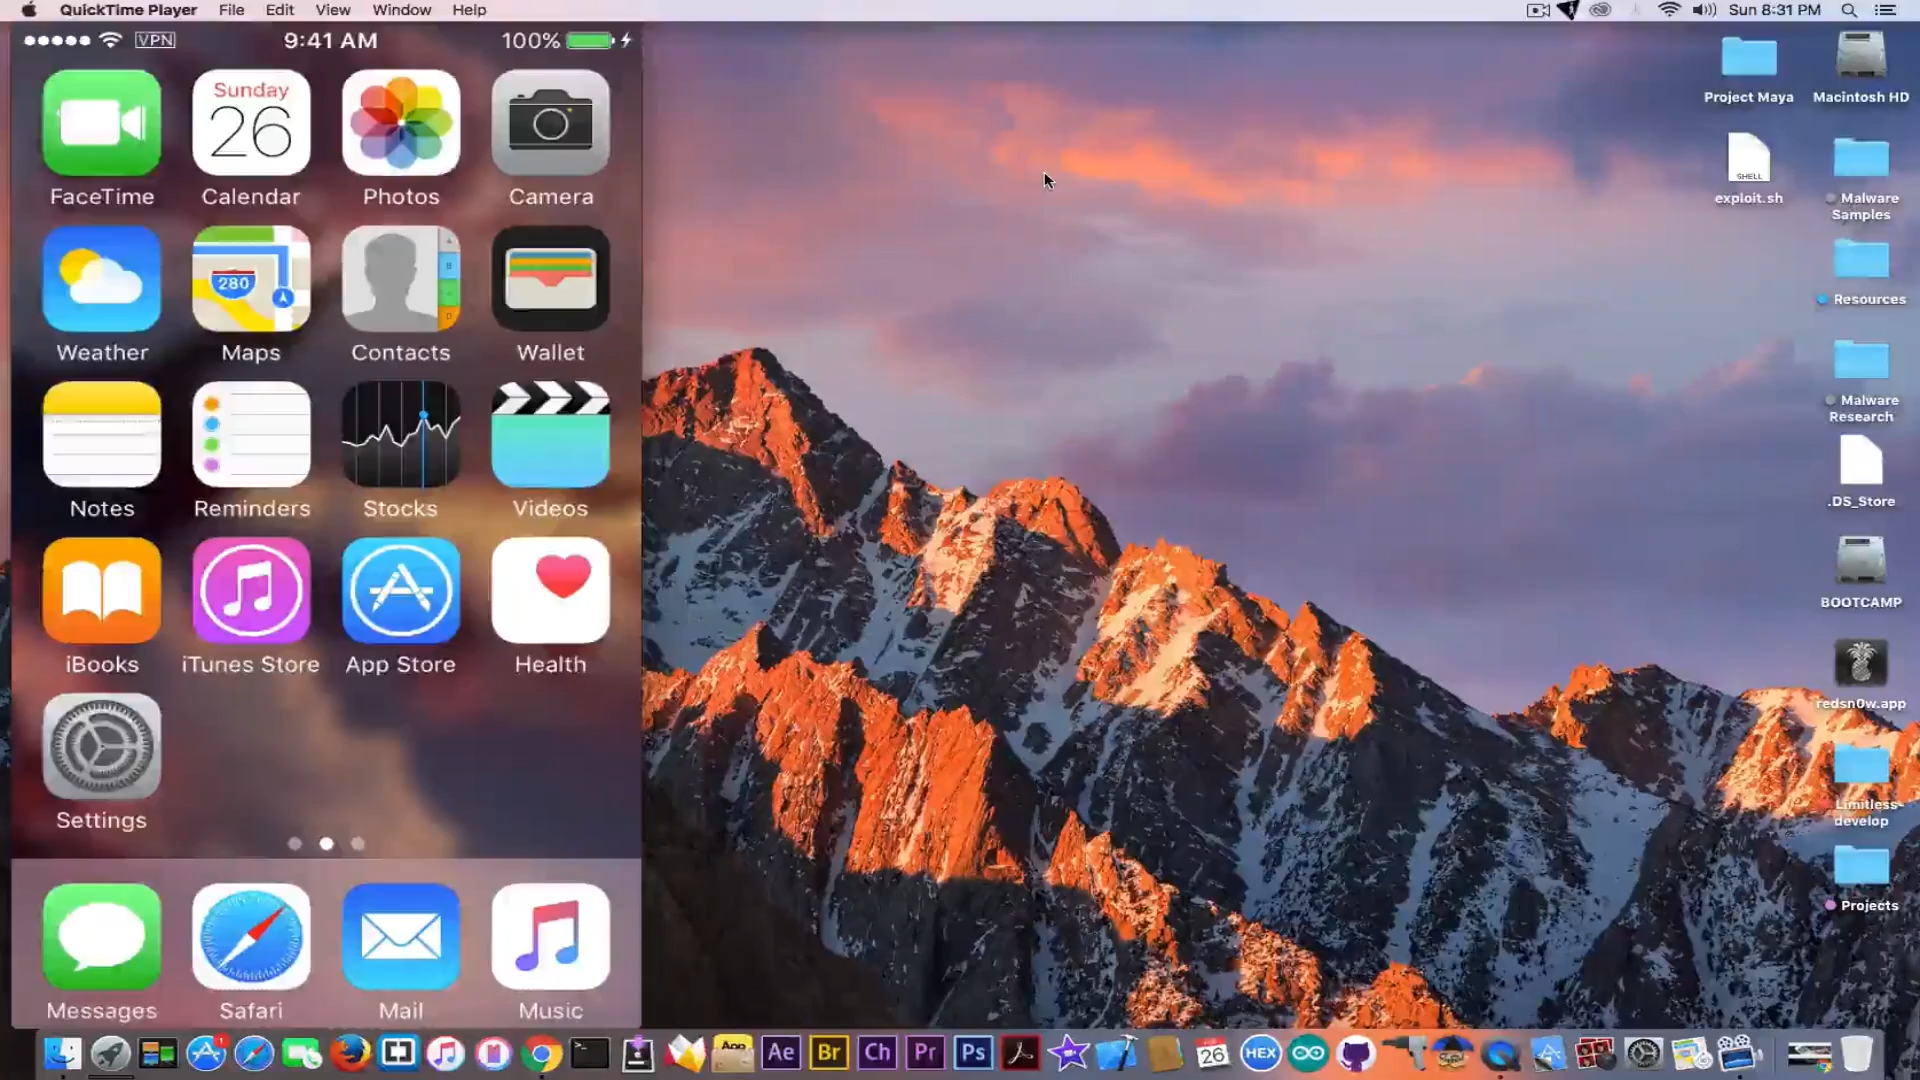 QuickTime Player File Edit View Window Help Sun 8:31 PM
VPN 9:41 AM 100%
Sunday
26
FaceTime Calendar Photos Camera
280
Weather Maps Contacts Wallet
Notes Reminders Stocks Videos
iBooks iTunes Store App Store Health
Settings
Messages Safari Mail Music
Project Maya
Macintosh HD
SHELL
exploit.sh
Malware
Samples
Resources
Malware
Research
.DS_Store
BOOTCAMP
redsn0w.app
Limitless-
develop
Projects
App Ae Br Ch Pr Ps 26 HEX